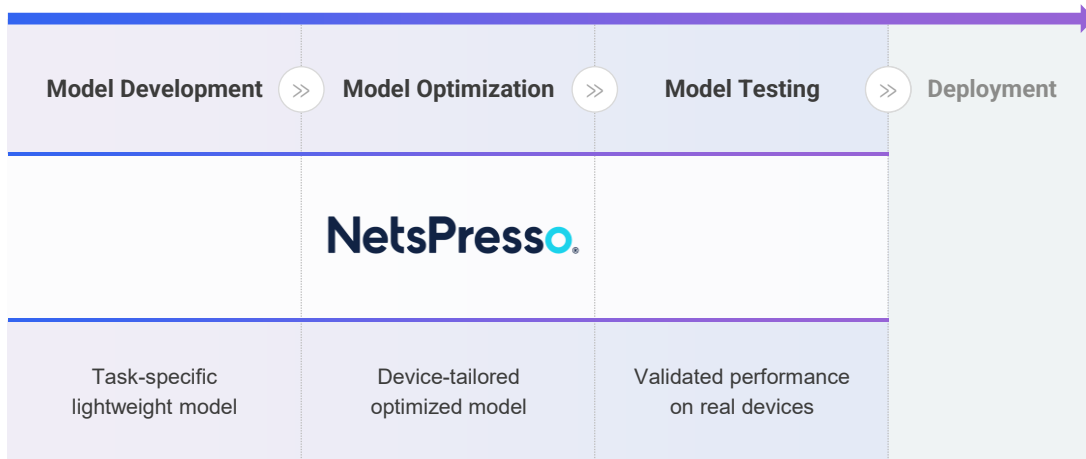 Model Development
Model Optimization
Model Testing
Deployment
NetsPresso®
Task-specific
lightweight model
Device-tailored
optimized model
Validated performance
on real devices